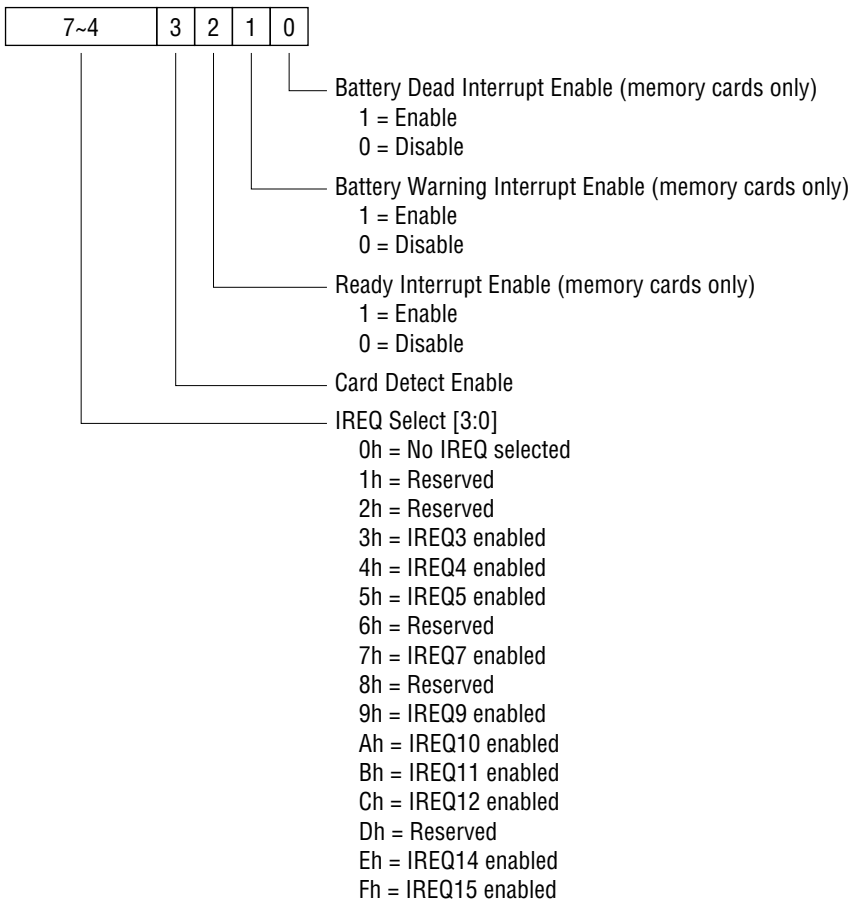 7~4 3 2 1 0
Battery Dead Interrupt Enable (memory cards only)
1 = Enable
0 = Disable
Battery Warning Interrupt Enable (memory cards only)
1 = Enable
0 = Disable
Ready Interrupt Enable (memory cards only)
1 = Enable
0 = Disable
Card Detect Enable
IREQ Select [3:0]
0h = No IREQ selected
1h = Reserved
2h = Reserved
3h = IREQ3 enabled
4h = IREQ4 enabled
5h = IREQ5 enabled
6h = Reserved
7h = IREQ7 enabled
8h = Reserved
9h = IREQ9 enabled
Ah = IREQ10 enabled
Bh = IREQ11 enabled
Ch = IREQ12 enabled
Dh = Reserved
Eh = IREQ14 enabled
Fh = IREQ15 enabled